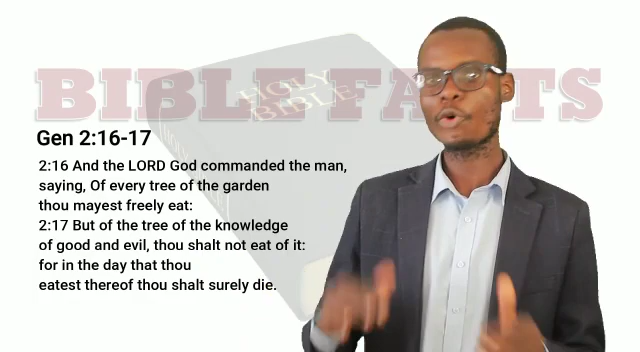 BIBLE FACTS
HOLY
BIBLE
Gen 2:16-17
2:16 And the LORD God commanded the man,
saying, Of every tree of the garden
thou mayest freely eat:
2:17 But of the tree of the knowledge
of good and evil, thou shalt not eat of it:
for in the day that thou
eatest thereof thou shalt surely die.